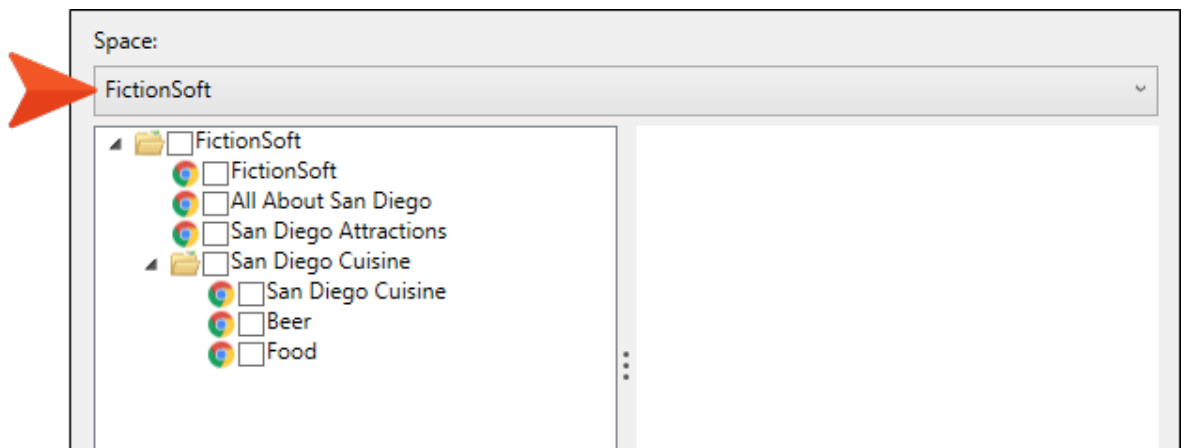 Space:
FictionSoft
FictionSoft
FictionSoft
All About San Diego
San Diego Attractions
San Diego Cuisine
San Diego Cuisine
Beer
Food